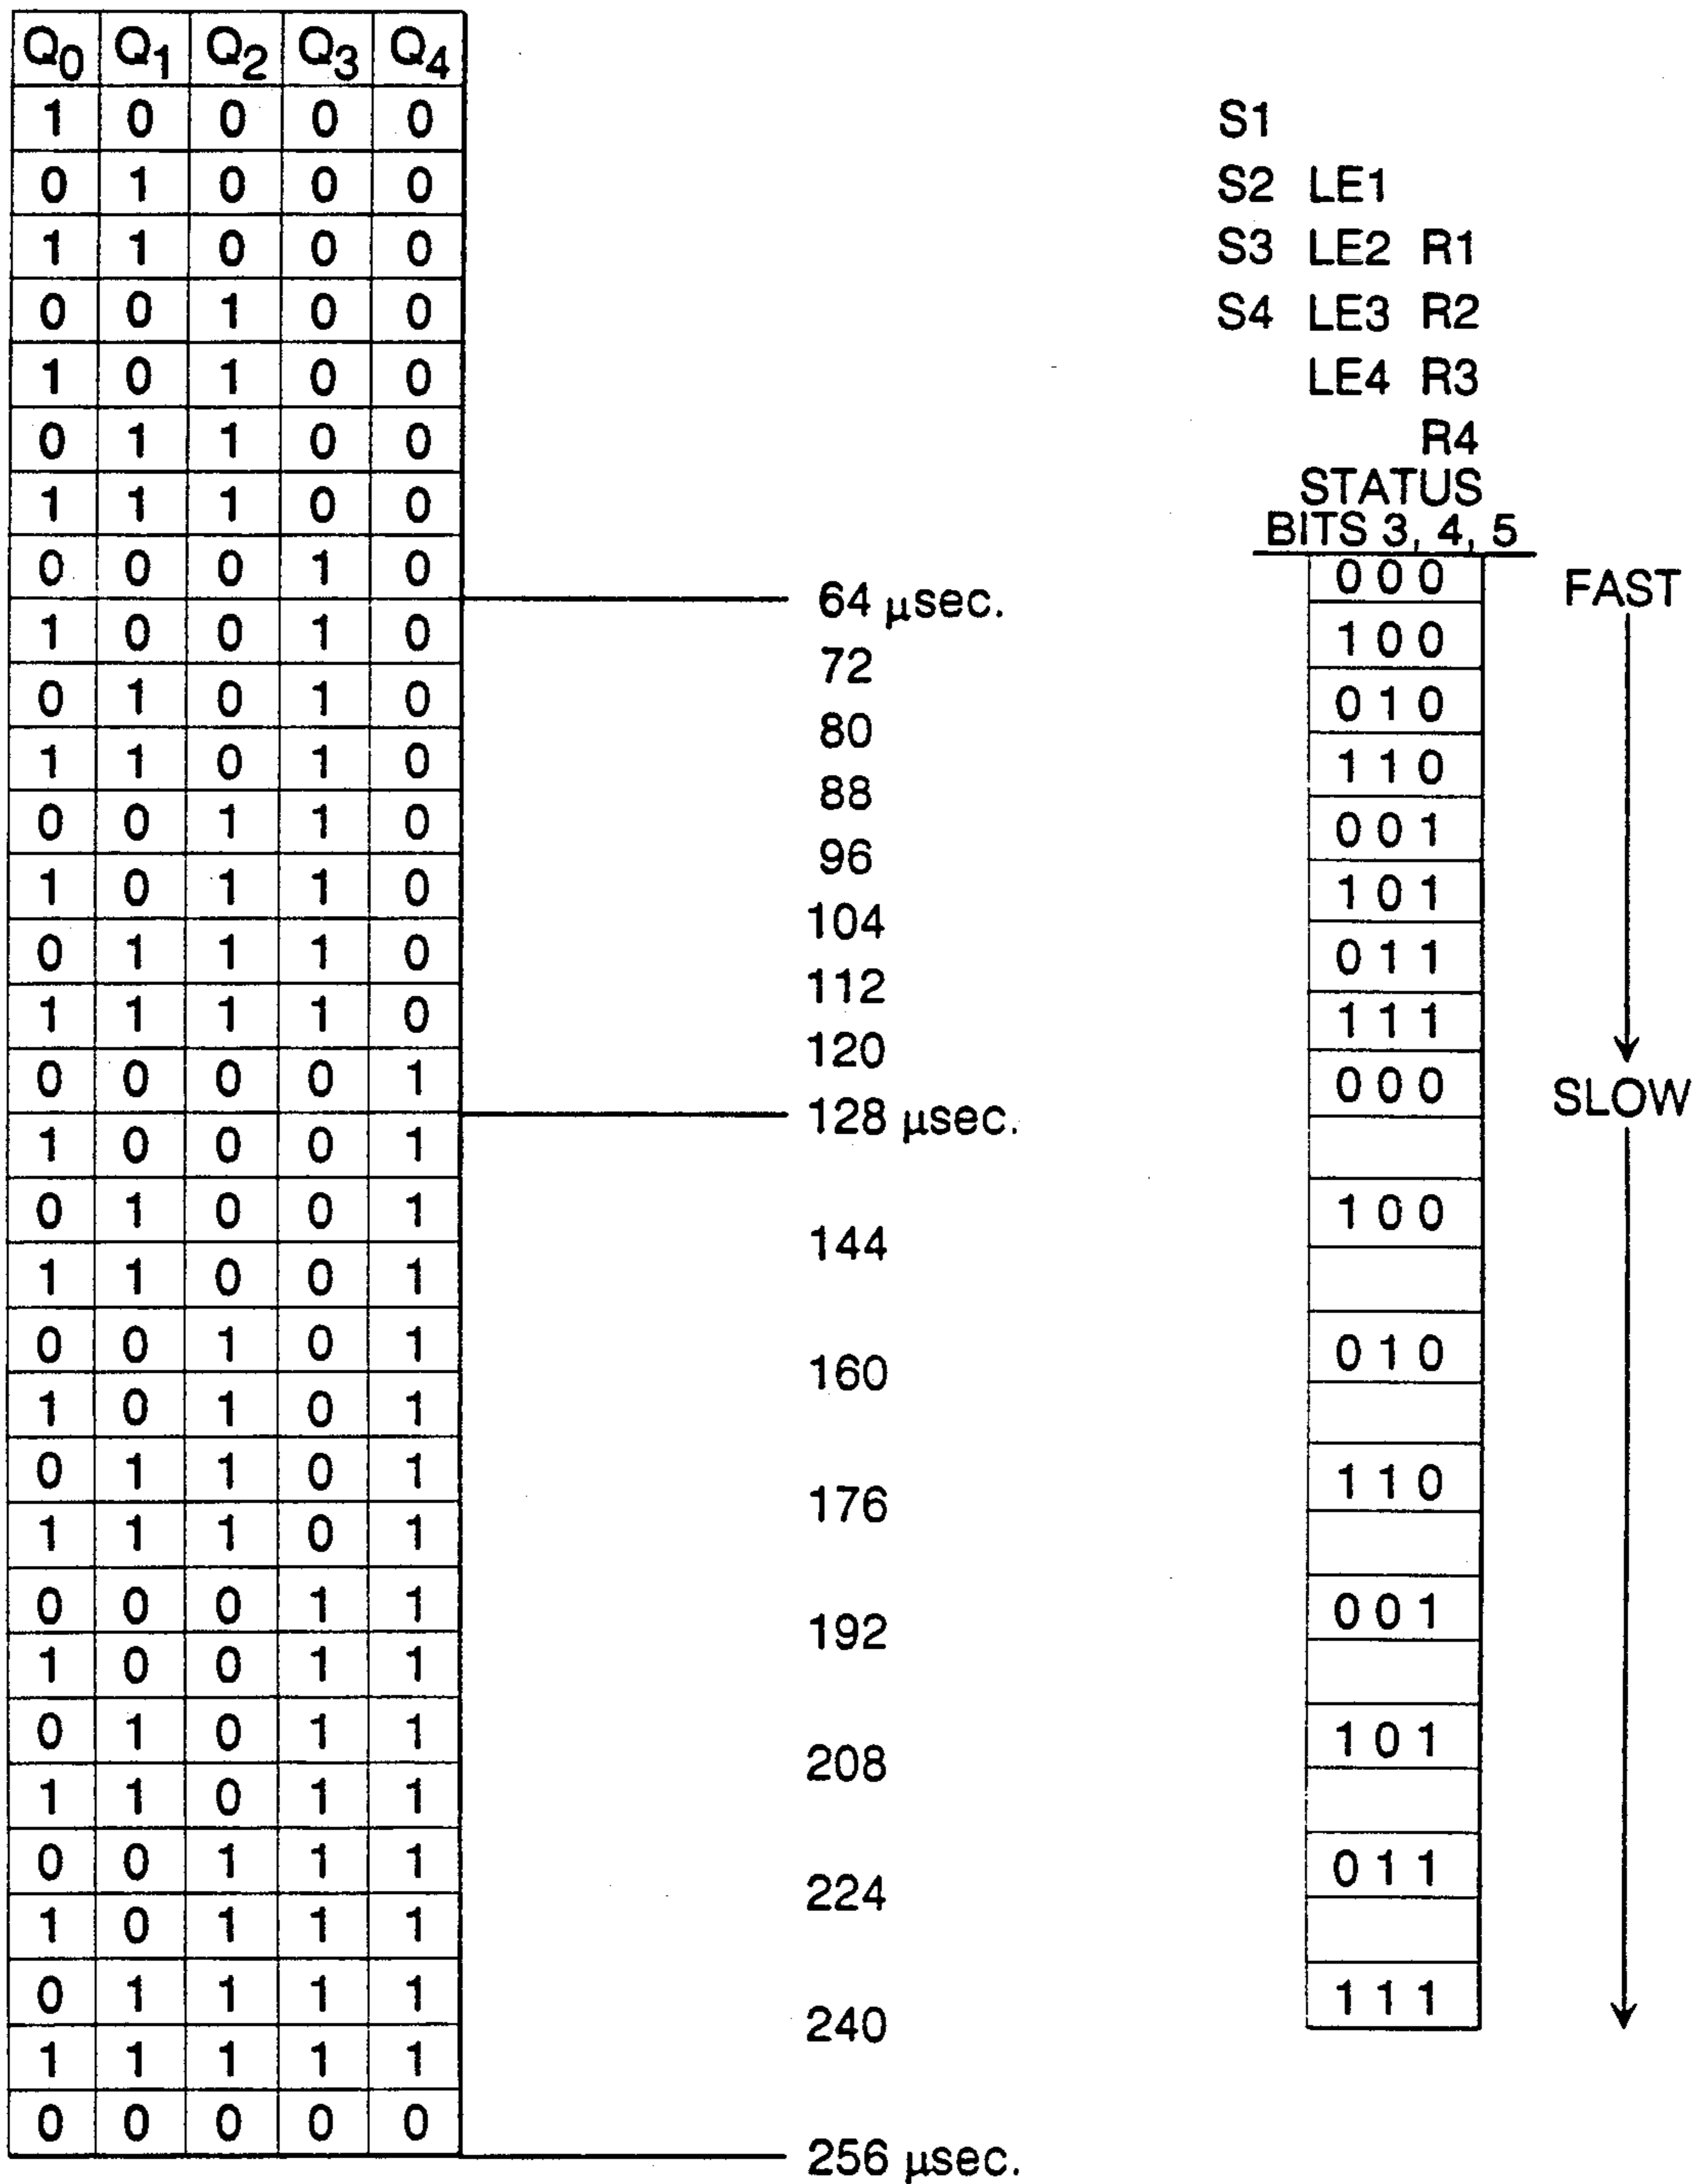 Q0 Q1 Q2 Q3 Q4
1 0 0 0 0 S1
0 1 0 0 0 S2 LE1
1 1 0 0 0 S3 LE2 R1
0 0 1 0 0 S4 LE3 R2
1 0 1 0 0 LE4 R3
0 1 1 0 0 R4
STATUS
1 1 1 0 0 BITS 3, 4, 5
0 0 0 1 0 0 0 0 FAST
64 μsec.
1 0 0 1 0 1 0 0
72
0 1 0 1 0 0 1 0
80
1 1 0 1 0 1 1 0
88
0 0 1 1 0 0 0 1
96
1 0 1 1 0 1 0 1
104
0 1 1 1 0 0 1 1
112
1 1 1 1 0 1 1 1
120
0 0 0 0 1 0 0 0 SLOW
128 μsec.
1 0 0 0 1
0 1 0 0 1 1 0 0
144
1 1 0 0 1
0 0 1 0 1 0 1 0
160
1 0 1 0 1
0 1 1 0 1 1 1 0
176
1 1 1 0 1
0 0 0 1 1 0 0 1
192
1 0 0 1 1
0 1 0 1 1 1 0 1
208
1 1 0 1 1
0 0 1 1 1 0 1 1
224
1 0 1 1 1
0 1 1 1 1 1 1 1
240
1 1 1 1 1
0 0 0 0 0
256 μsec.